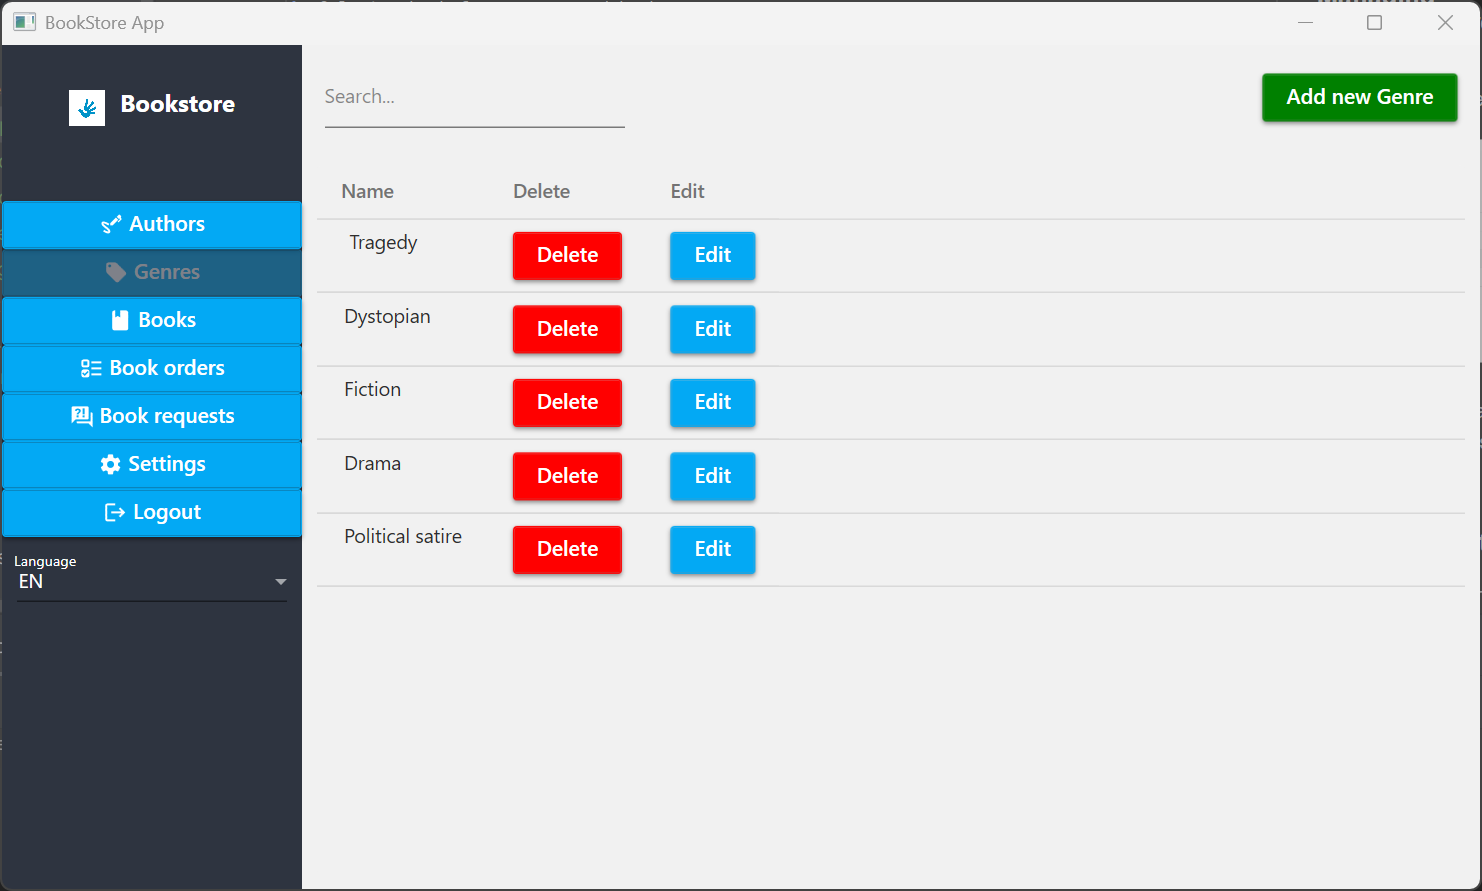 BookStore App
Bookstore
Authors
Genres
Books
Book orders
Book requests
Settings
Logout
Language
EN
Search...
Add new Genre
Name Delete Edit
Tragedy Delete Edit
Dystopian Delete Edit
Fiction Delete Edit
Drama Delete Edit
Political satire Delete Edit